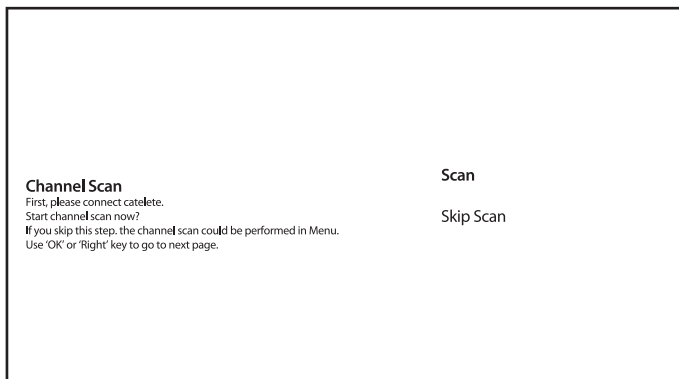 Channel Scan
First, please connect catelete.
Start channel scan now?
If you skip this step. the channel scan could be performed in Menu.
Use ‘OK’ or ‘Right’ key to go to next page.
Scan
Skip Scan